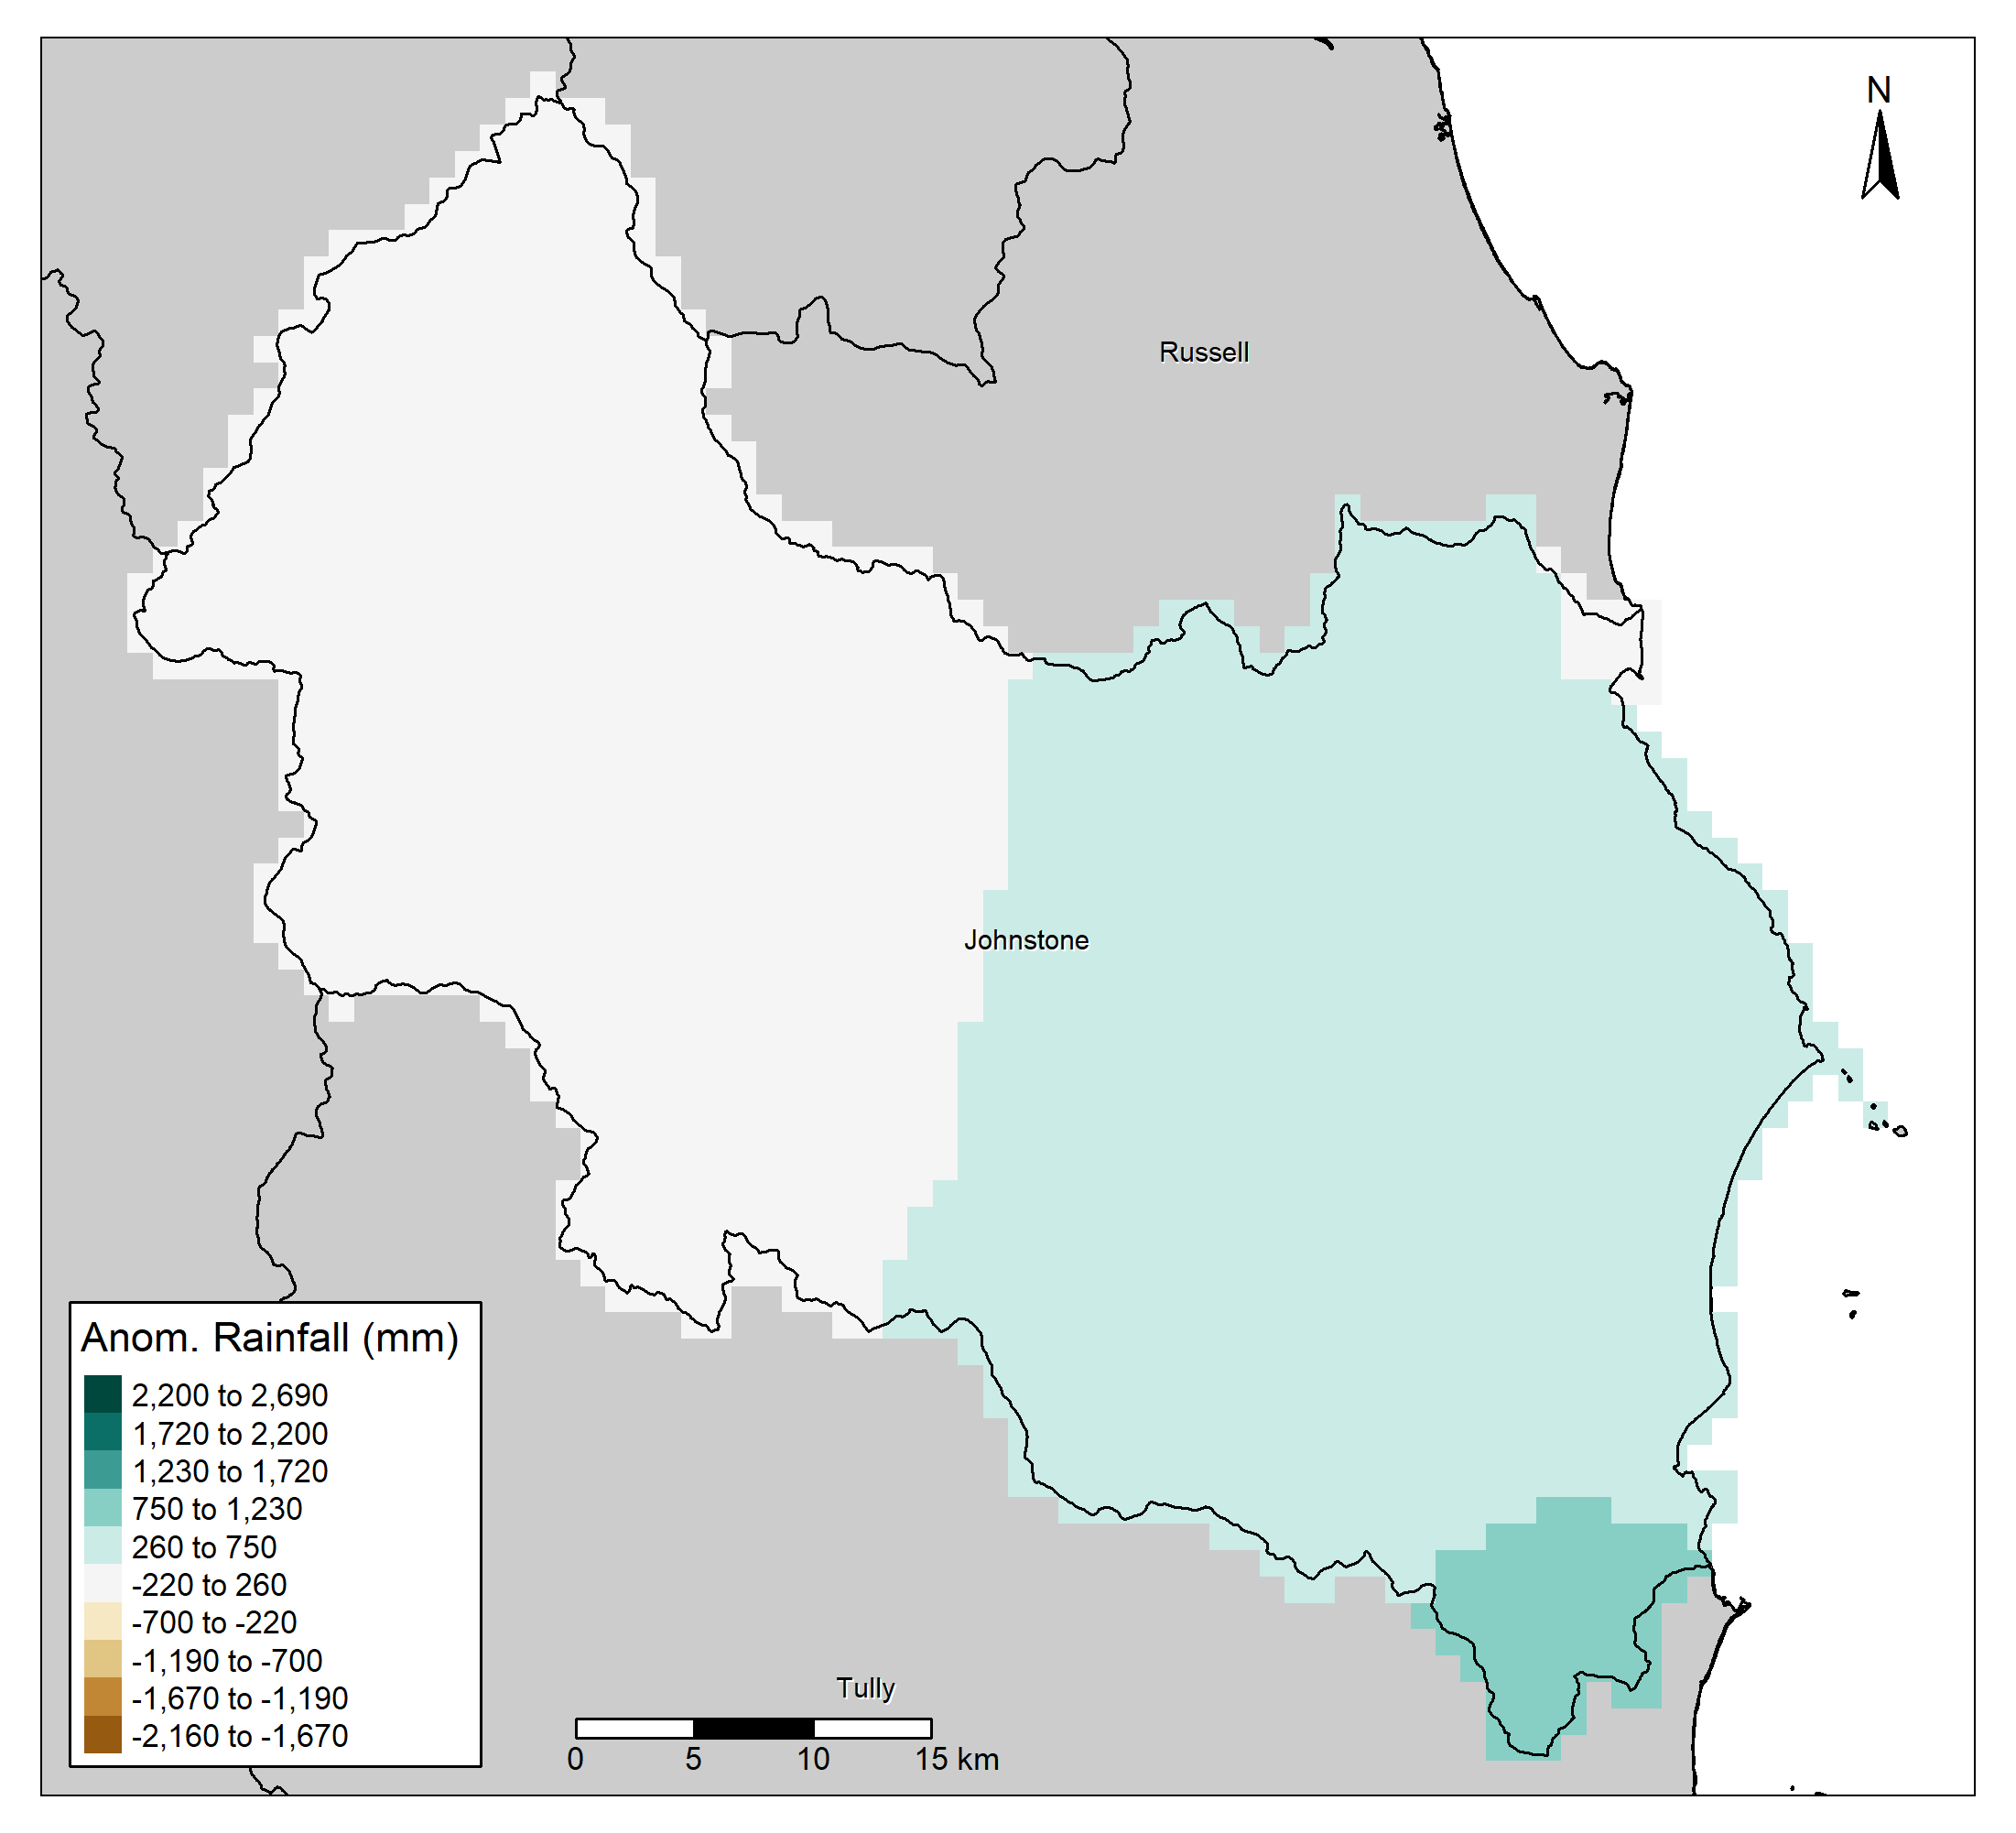 N
Russell
Johnstone
Anom. Rainfall (mm)
2,200 to 2,690
1,720 to 2,200
1,230 to 1,720
750 to 1,230
260 to 750
-220 to 260
-700 to -220
-1,190 to -700
-1,670 to -1,190
-2,160 to -1,670
Tully
0 5 10 15 km